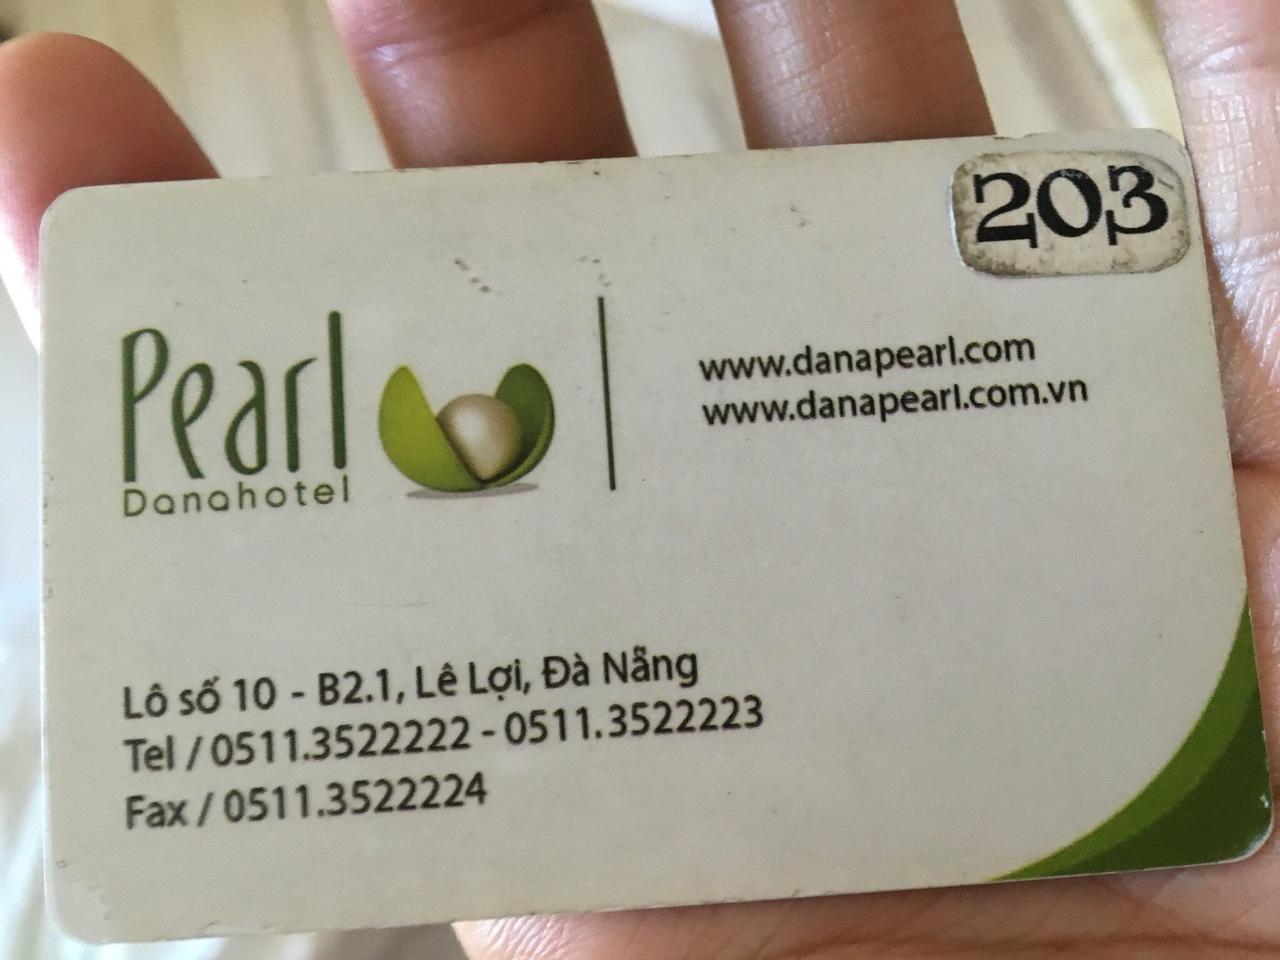 203
Pearl
Danahotel
www.danapearl.com
www.danapearl.com.vn
Lô số 10 - B2.1, Lê Lợi, Đà Nẵng
Tel / 0511.3522222 - 0511.3522223
Fax / 0511.3522224